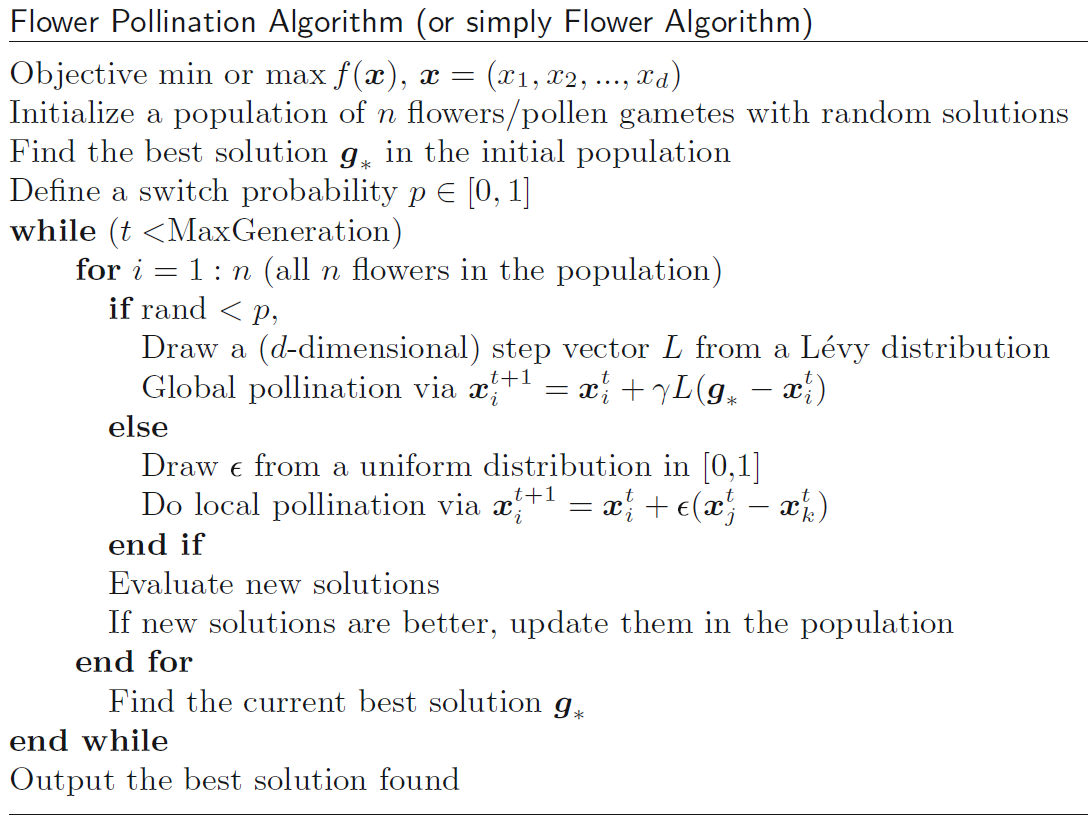 Flower Pollination Algorithm (or simply Flower Algorithm)
Objective min or max f(x), x = (x₁, x₂, ..., x_d)
Initialize a population of n flowers/pollen gametes with random solutions
Find the best solution g_* in the initial population
Define a switch probability p ∈ [0, 1]
while (t <MaxGeneration)
for i = 1 : n (all n flowers in the population)
if rand < p,
Draw a (d-dimensional) step vector L from a Lévy distribution
Global pollination via x_i^{t+1} = x_i^t + γL(g_* − x_i^t)
else
Draw ϵ from a uniform distribution in [0,1]
Do local pollination via x_i^{t+1} = x_i^t + ϵ(x_j^t − x_k^t)
end if
Evaluate new solutions
If new solutions are better, update them in the population
end for
Find the current best solution g_*
end while
Output the best solution found